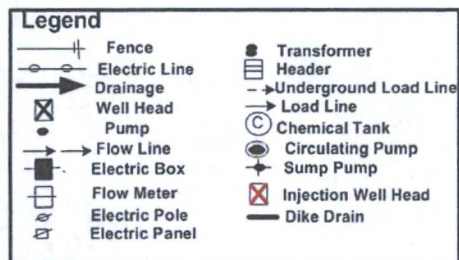 Legend
Fence
Electric Line
Drainage
Well Head
Pump
Flow Line
Electric Box
Flow Meter
Electric Pole
Electric Panel
Transformer
Header
Underground Load Line
Load Line
C Chemical Tank
Circulating Pump
Sump Pump
Injection Well Head
Dike Drain